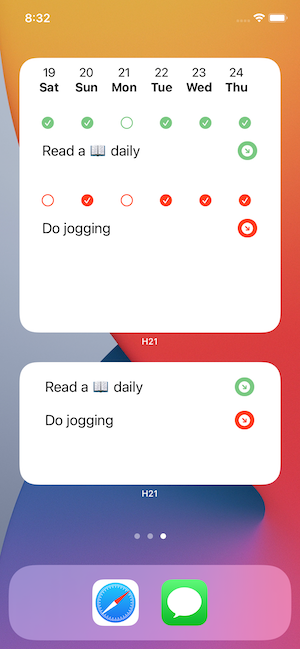 8:32
19 20 21 22 23 24
Sat Sun Mon Tue Wed Thu
Read a 📖 daily
Do jogging
H21
Read a 📖 daily
Do jogging
H21